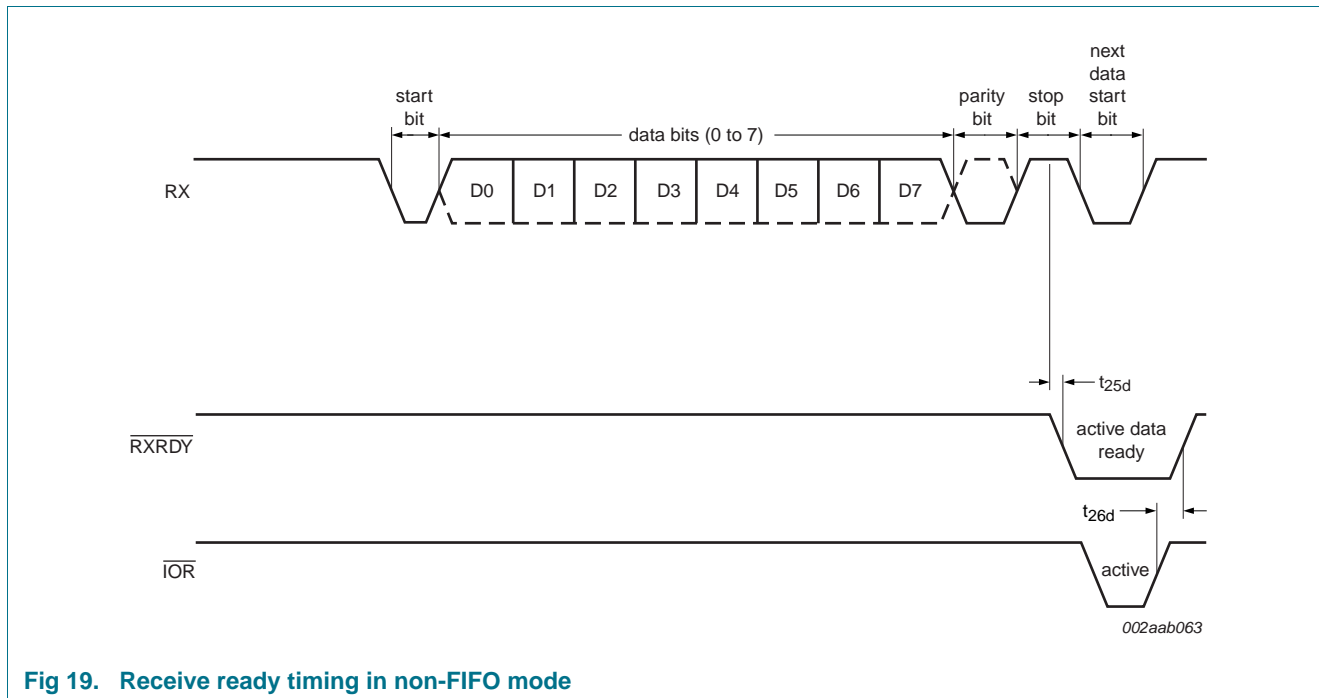 next
data
start
bit
start
bit
parity
bit
stop
bit
data bits (0 to 7)
RX
D0 D1 D2 D3 D4 D5 D6 D7
t25d
RXRDY
active data
ready
t26d
IOR
active
002aab063
Fig 19. Receive ready timing in non-FIFO mode